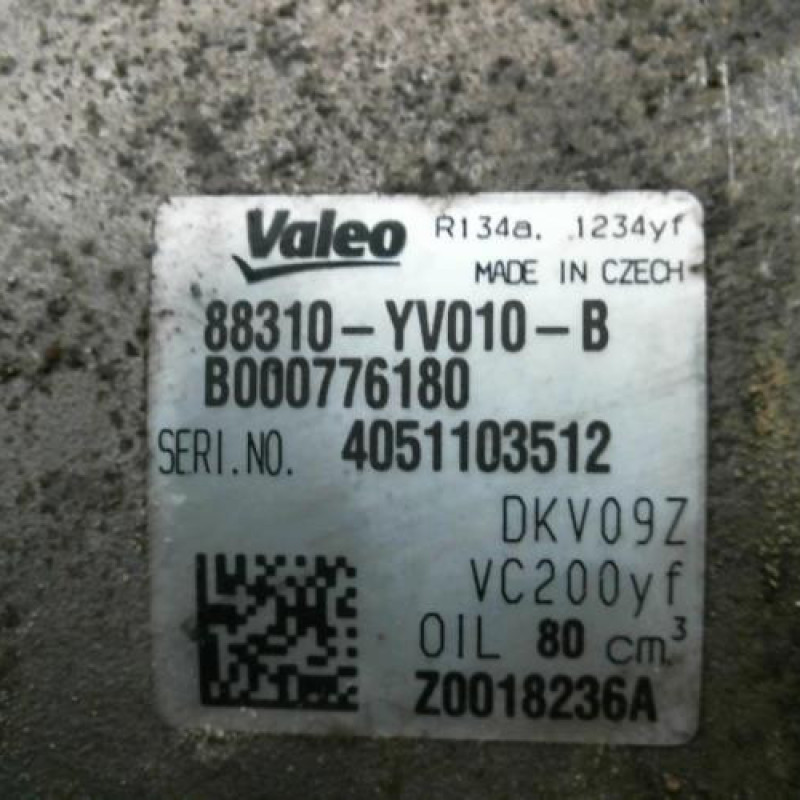 Valeo R134a. 1234yf
MADE IN CZECH
88310-YV010-B
B000776180
SERI.NO. 4051103512
DKV09Z
VC200yf
OIL 80 cm³
Z0018236A